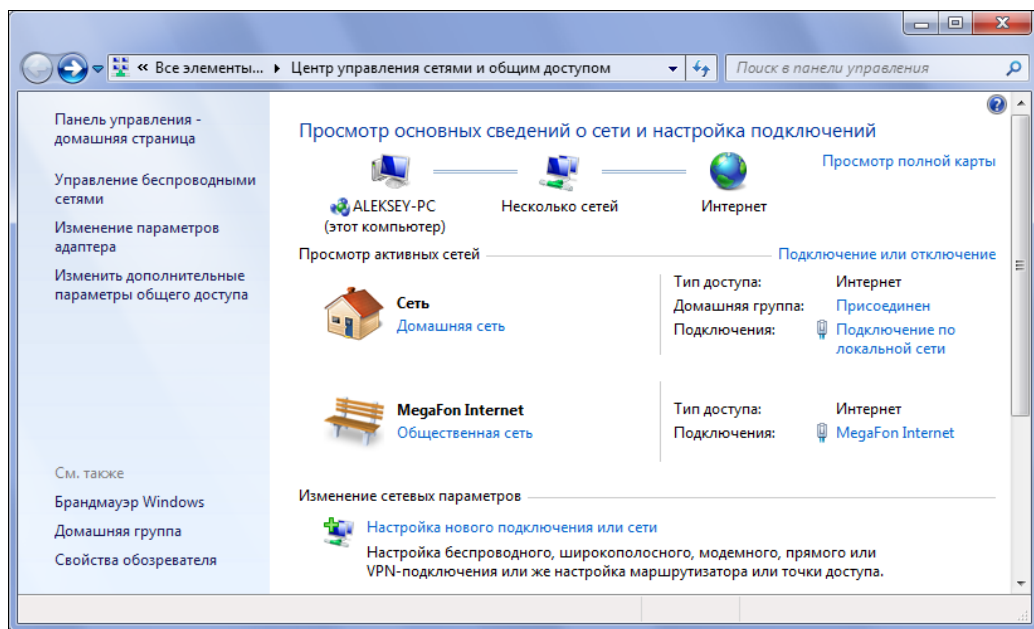 « Все элементы... ▸ Центр управления сетями и общим доступом
Поиск в панели управления
Панель управления -
домашняя страница
Управление беспроводными
сетями
Изменение параметров
адаптера
Изменить дополнительные
параметры общего доступа
См. также
Брандмауэр Windows
Домашняя группа
Свойства обозревателя
Просмотр основных сведений о сети и настройка подключений
Просмотр полной карты
ALEKSEY-PC
(этот компьютер)
Несколько сетей
Интернет
Просмотр активных сетей
Подключение или отключение
Сеть
Домашняя сеть
Тип доступа: Интернет
Домашняя группа: Присоединен
Подключения: Подключение по
локальной сети
MegaFon Internet
Общественная сеть
Тип доступа: Интернет
Подключения: MegaFon Internet
Изменение сетевых параметров
Настройка нового подключения или сети
Настройка беспроводного, широкополосного, модемного, прямого или
VPN-подключения или же настройка маршрутизатора или точки доступа.